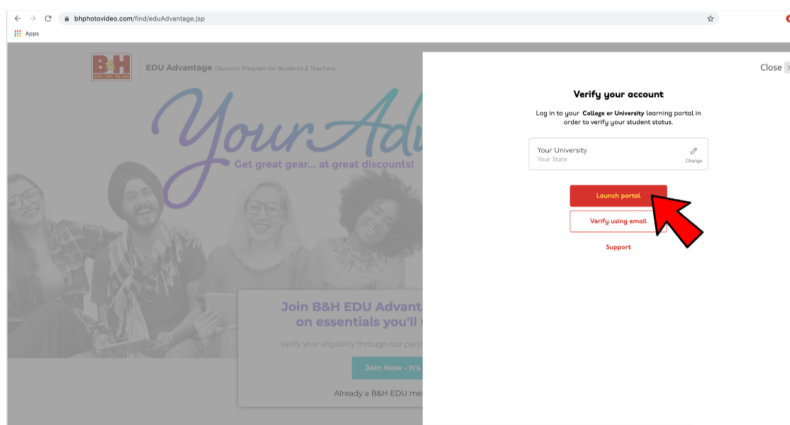 bhphotovideo.com/find/eduAdvantage.jsp
Apps
B&H
EDU Advantage Discount Program for Students & Teachers
Your Ad
Get great gear... at great discounts!
Join B&H EDU Advant
on essentials you'll
Verify your eligibility through our part
Join Now - It's
Already a B&H EDU me
Close
Verify your account
Log in to your College or University learning portal in
order to verify your student status.
Your University
Your State
Change
Launch portal
Verify using email
Support